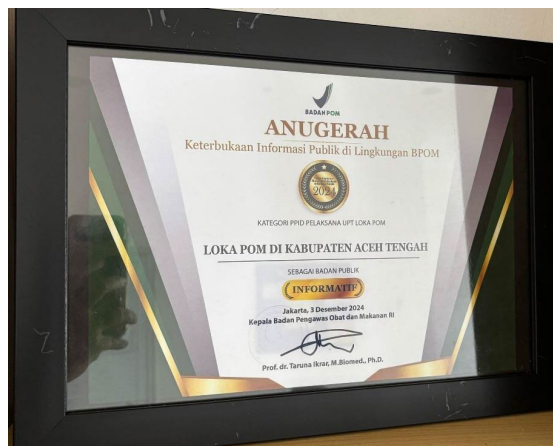 BADAN POM
ANUGERAH
Keterbukaan Informasi Publik di Lingkungan BPOM
2024
KATEGORI PPID PELAKSANA UPT LOKA POM
LOKA POM DI KABUPATEN ACEH TENGAH
SEBAGAI BADAN PUBLIK
INFORMATIF
Jakarta, 3 Desember 2024
Kepala Badan Pengawas Obat dan Makanan RI
Prof. dr. Taruna Ikrar, M.Biomed., Ph.D.